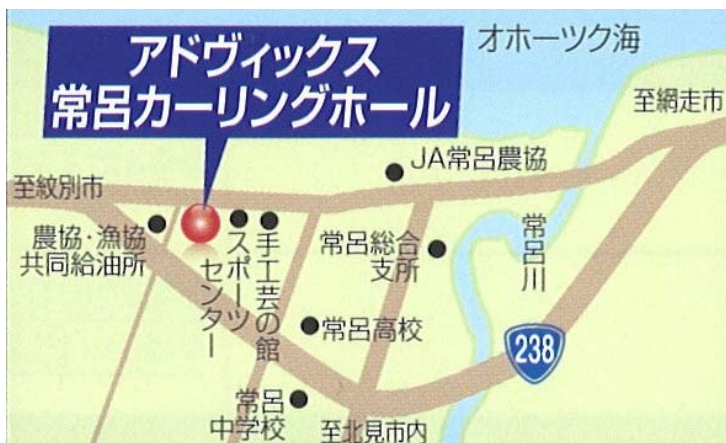 アドヴィックス
常呂カーリングホール
オホーツク海
至網走市
JA常呂農協
至紋別市
農協・漁協
共同給油所
スポーツ
センター
手工芸の館
常呂総合
支所
常呂川
常呂高校
238
常呂
中学校
至北見市内